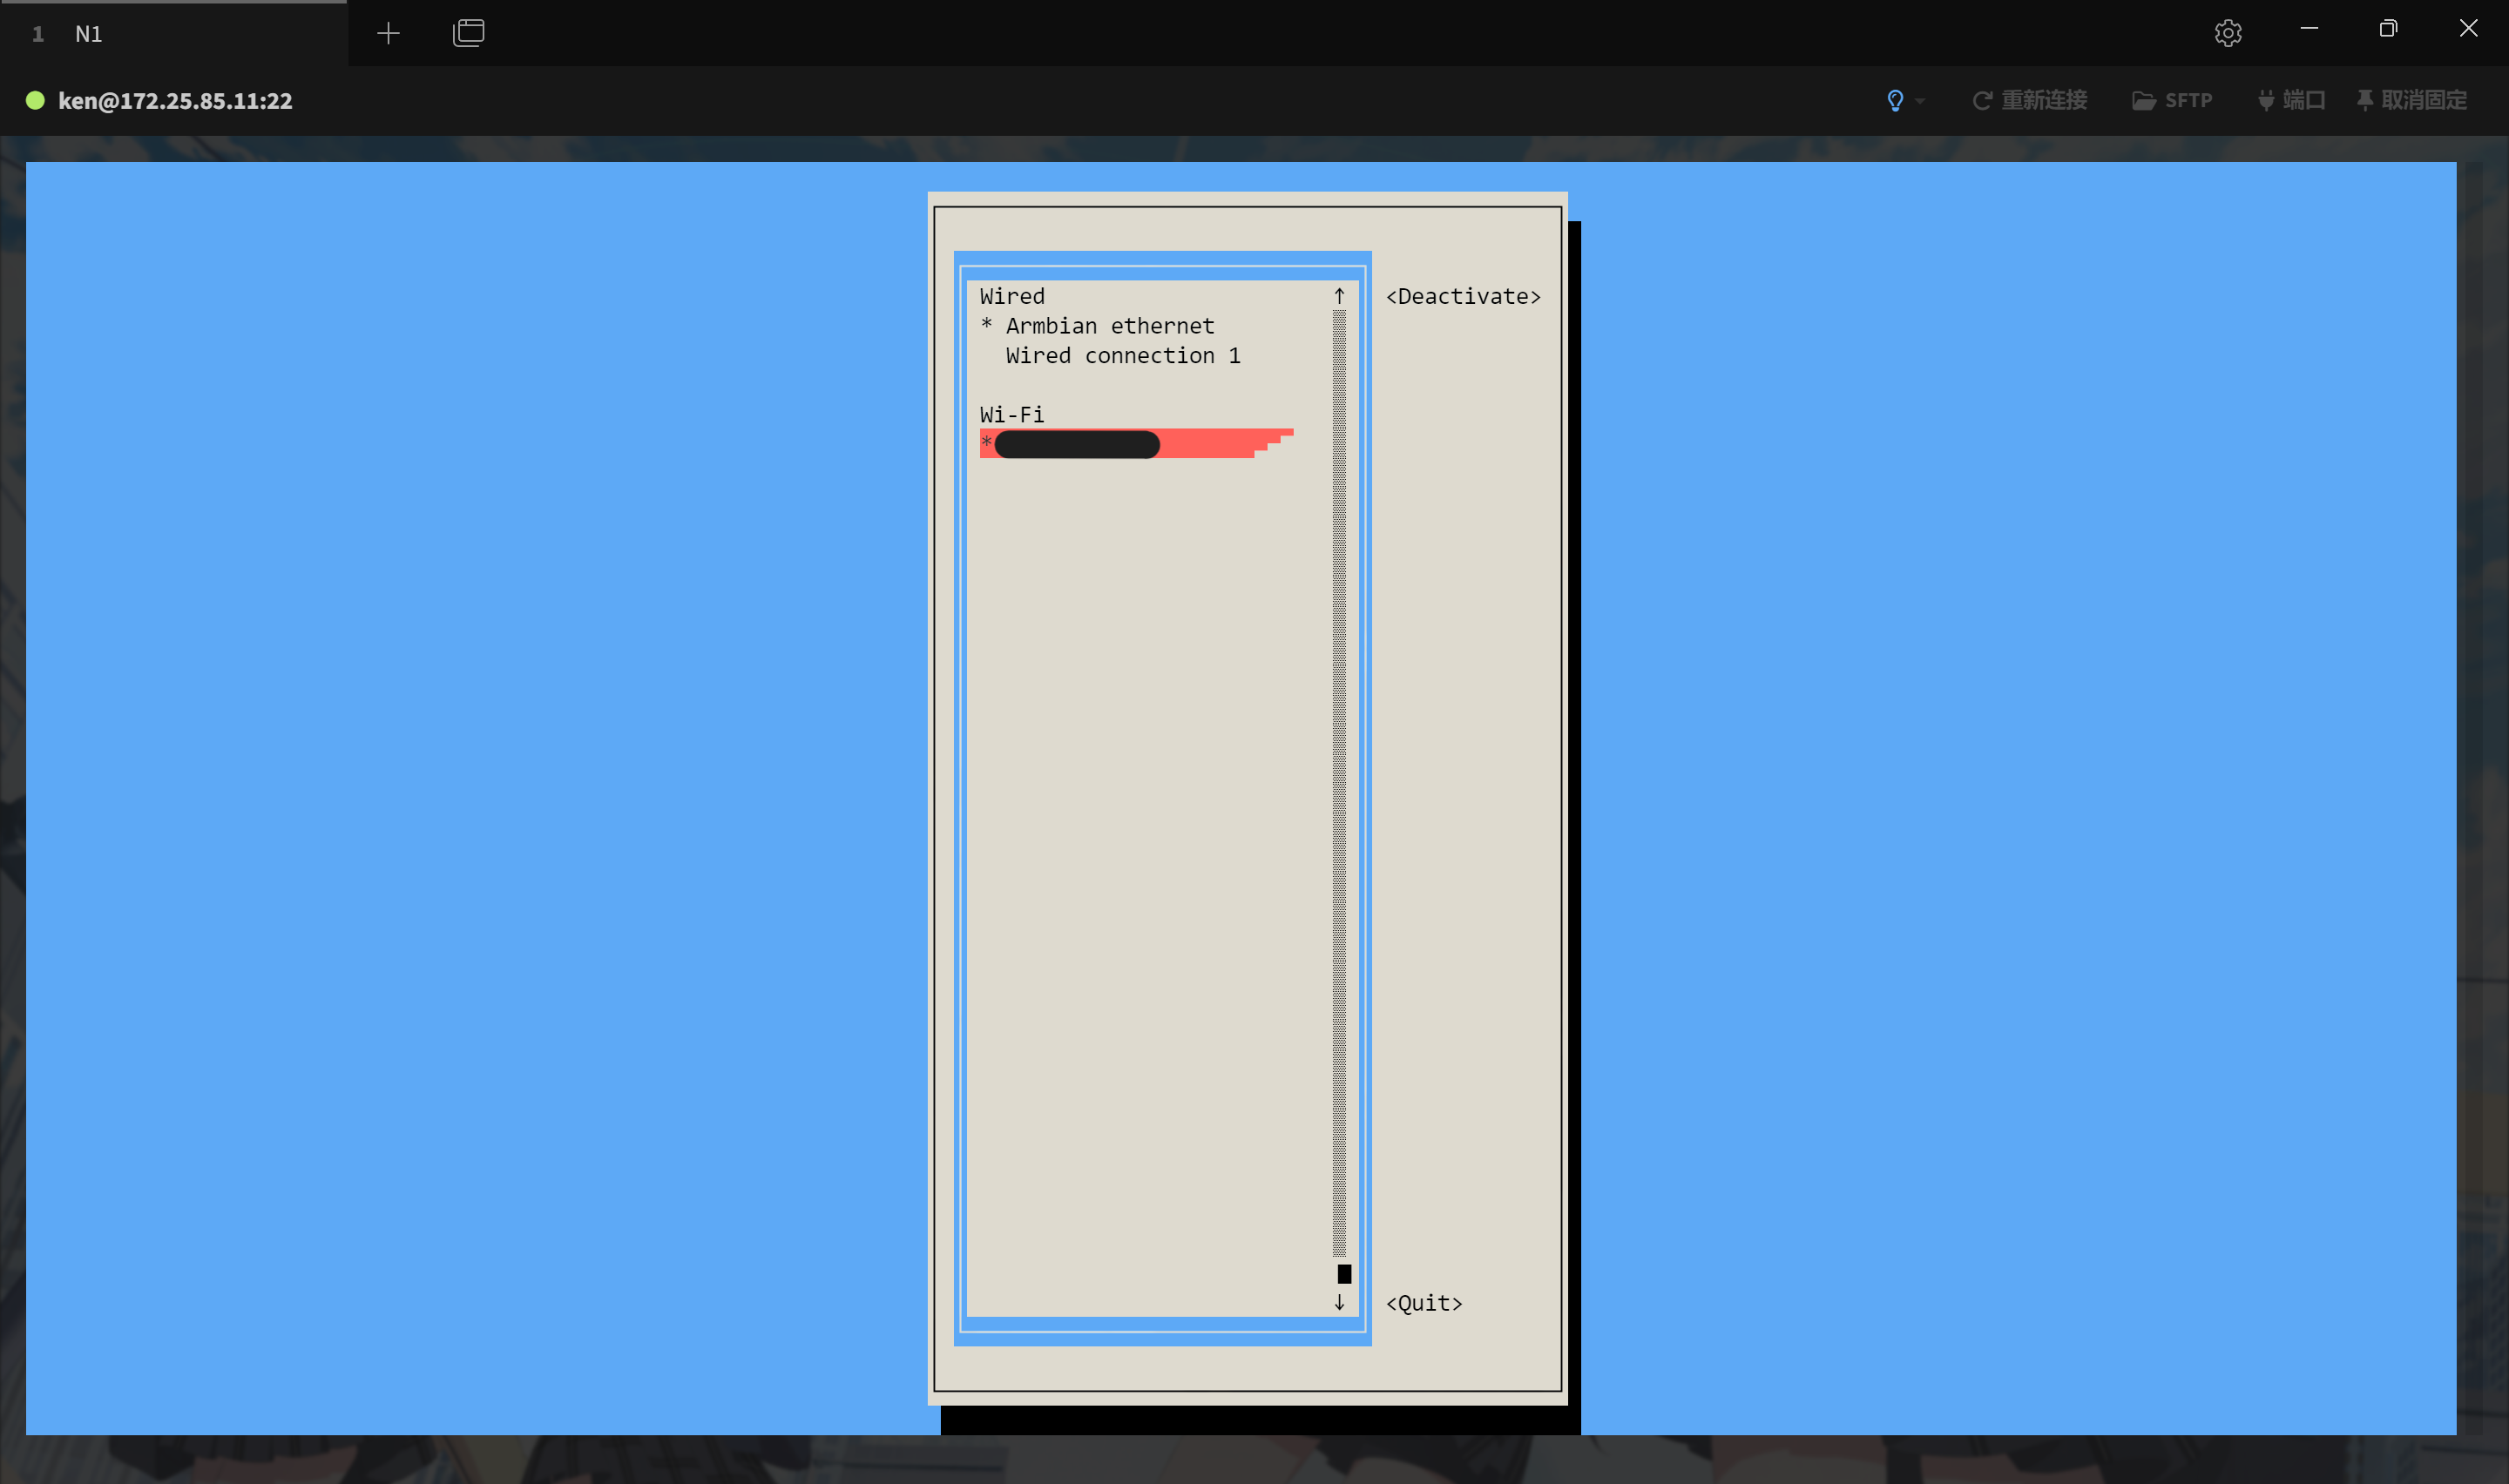 1 N1
ken@172.25.85.11:22
重新连接 SFTP 端口 取消固定
Wired ↑ <Deactivate>
* Armbian ethernet
Wired connection 1
Wi-Fi
*
↓ <Quit>